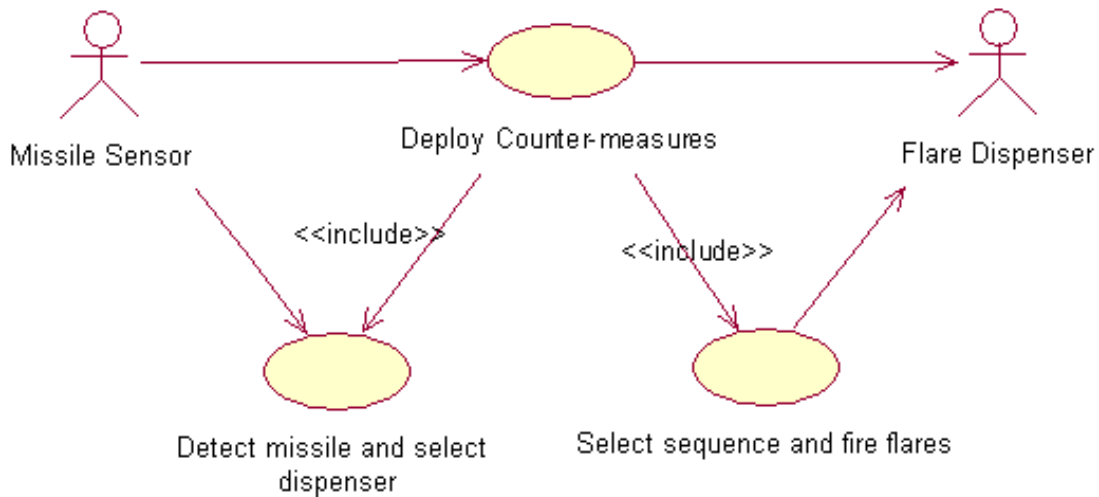 Missile Sensor
Deploy Counter-measures
Flare Dispenser
<<include>>
<<include>>
Detect missile and select
dispenser
Select sequence and fire flares